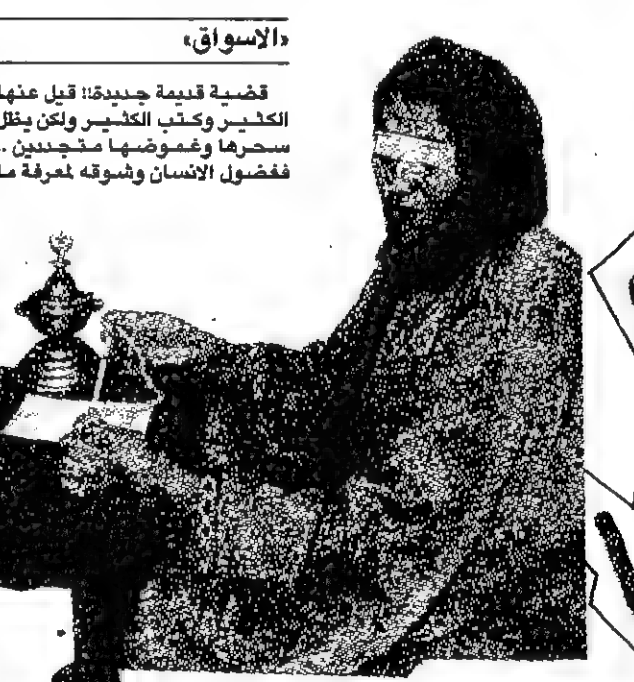 «الاسواق»
قضية قديمة جديدة!! قيل عنها
الكثير وكتب الكثير ولكن يظل
سحرها وغموضها متجددين ..
ففضول الانسان وشوقه لمعرفة ما